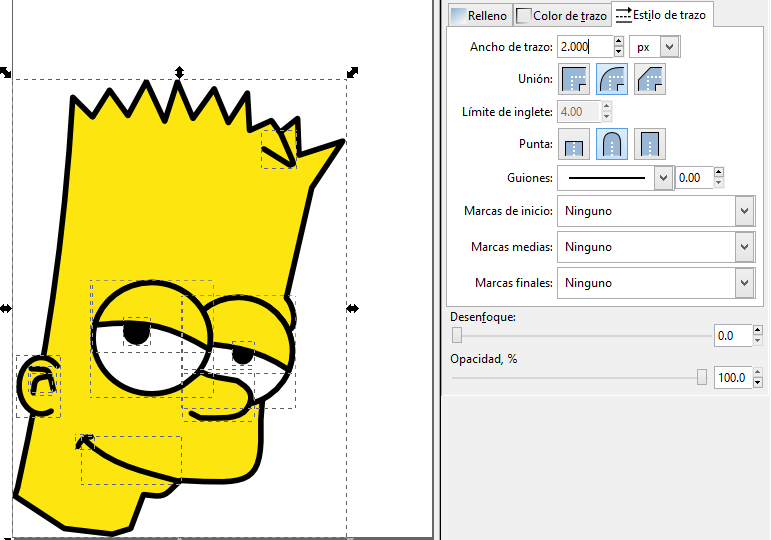 Relleno Color de trazo Estilo de trazo
Ancho de trazo: 2.000 px
Unión:
Límite de inglete: 4.00
Punta:
Guiones: 0.00
Marcas de inicio: Ninguno
Marcas medias: Ninguno
Marcas finales: Ninguno
Desenfoque:
0.0
Opacidad, %
100.0